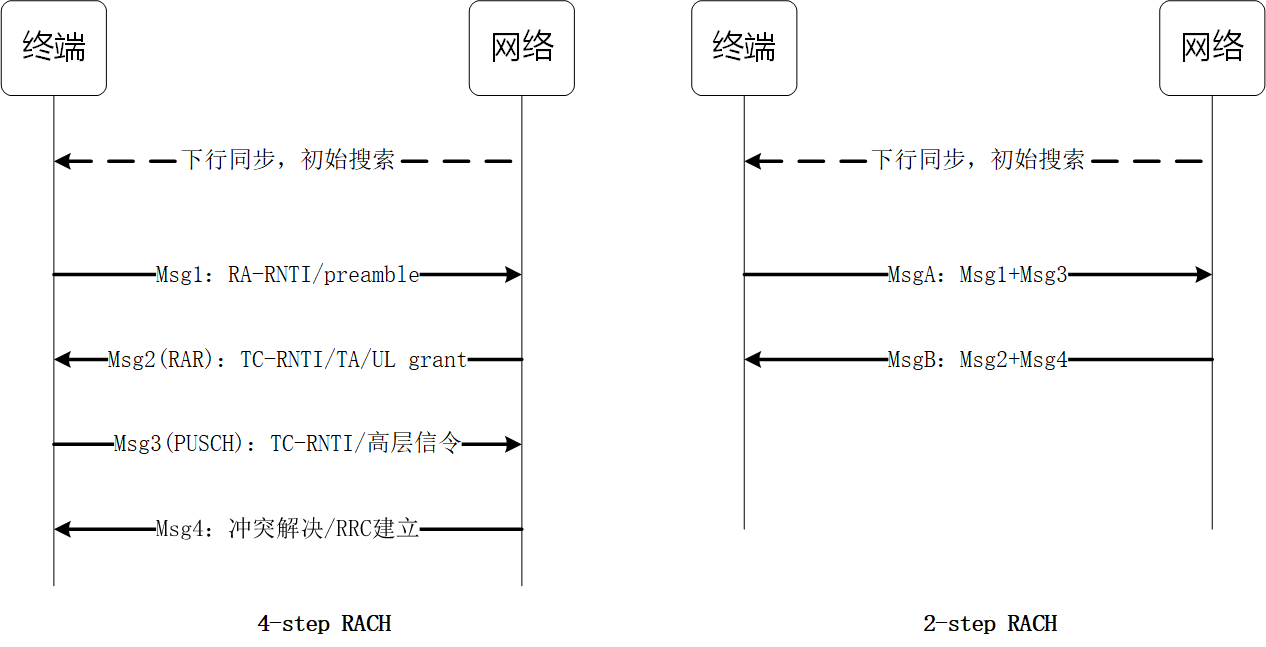 终端
网络
下行同步，初始搜索
Msg1：RA-RNTI/preamble
Msg2(RAR)：TC-RNTI/TA/UL grant
Msg3(PUSCH)：TC-RNTI/高层信令
Msg4：冲突解决/RRC建立
4-step RACH
终端
网络
下行同步，初始搜索
MsgA：Msg1+Msg3
MsgB：Msg2+Msg4
2-step RACH